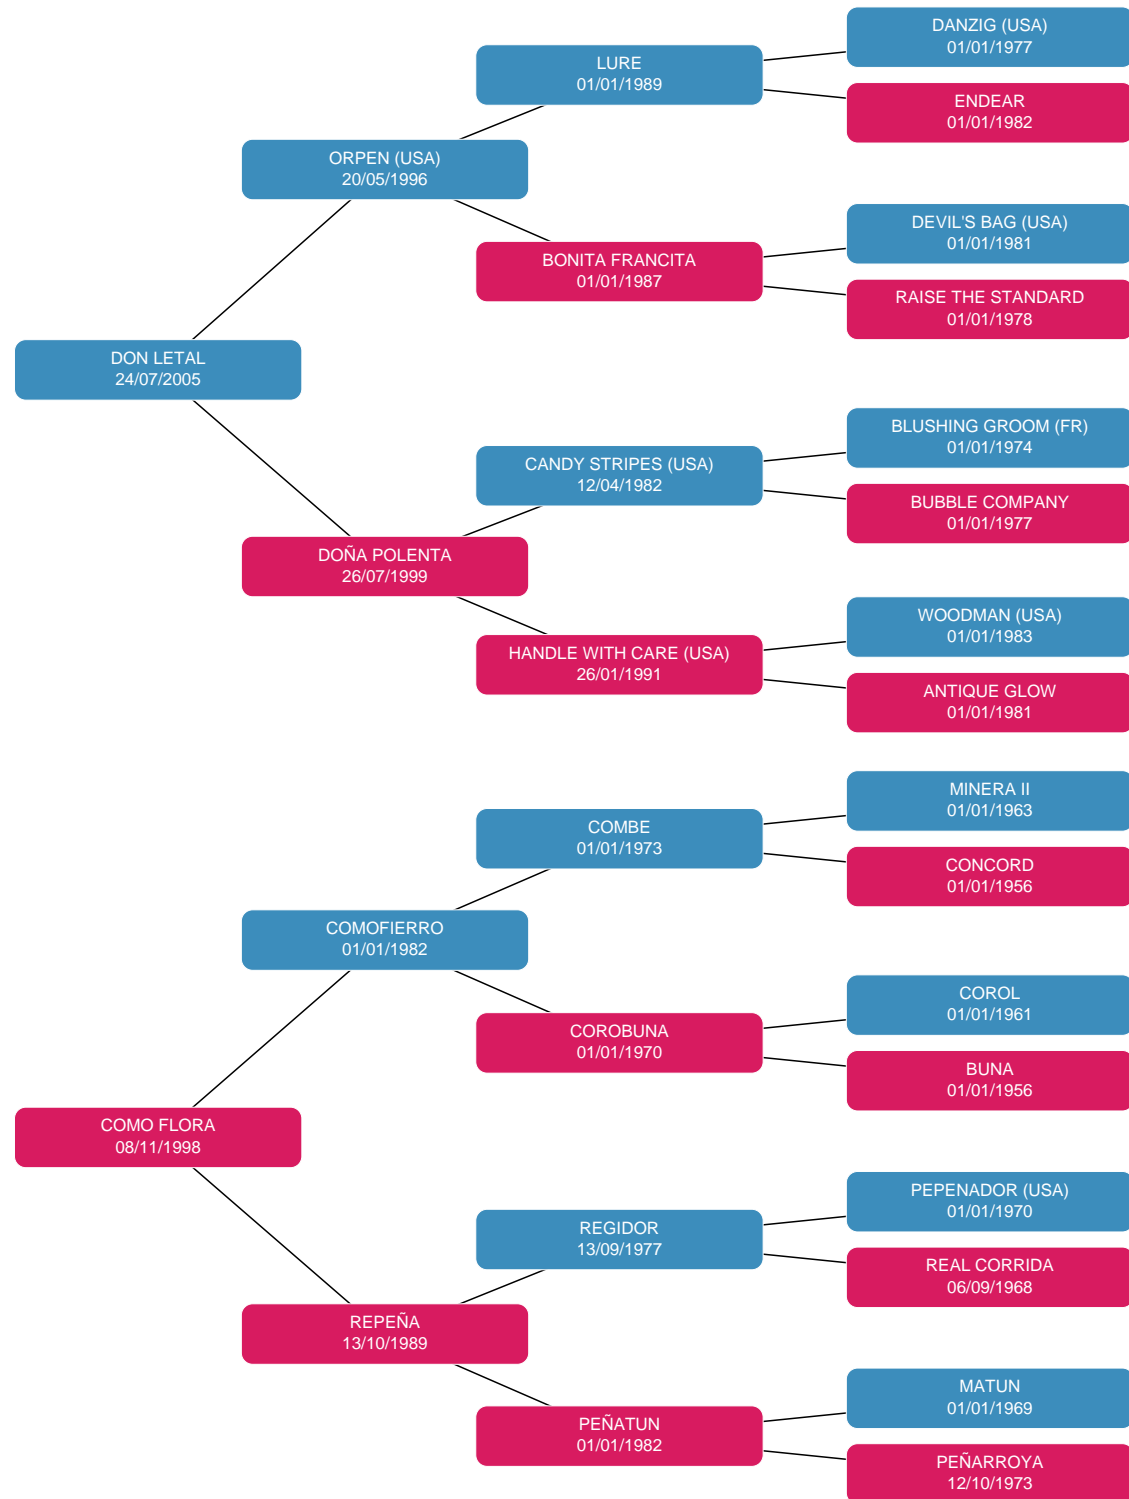 DANZIG (USA)
01/01/1977
LURE
01/01/1989
ENDEAR
01/01/1982
ORPEN (USA)
20/05/1996
DEVIL'S BAG (USA)
01/01/1981
BONITA FRANCITA
01/01/1987
RAISE THE STANDARD
01/01/1978
DON LETAL
24/07/2005
BLUSHING GROOM (FR)
01/01/1974
CANDY STRIPES (USA)
12/04/1982
BUBBLE COMPANY
01/01/1977
DOÑA POLENTA
26/07/1999
WOODMAN (USA)
01/01/1983
HANDLE WITH CARE (USA)
26/01/1991
ANTIQUE GLOW
01/01/1981
MINERA II
01/01/1963
COMBE
01/01/1973
CONCORD
01/01/1956
COMOFIERRO
01/01/1982
COROL
01/01/1961
COROBUNA
01/01/1970
BUNA
01/01/1956
COMO FLORA
08/11/1998
PEPENADOR (USA)
01/01/1970
REGIDOR
13/09/1977
REAL CORRIDA
06/09/1968
REPEÑA
13/10/1989
MATUN
01/01/1969
PEÑATUN
01/01/1982
PEÑARROYA
12/10/1973